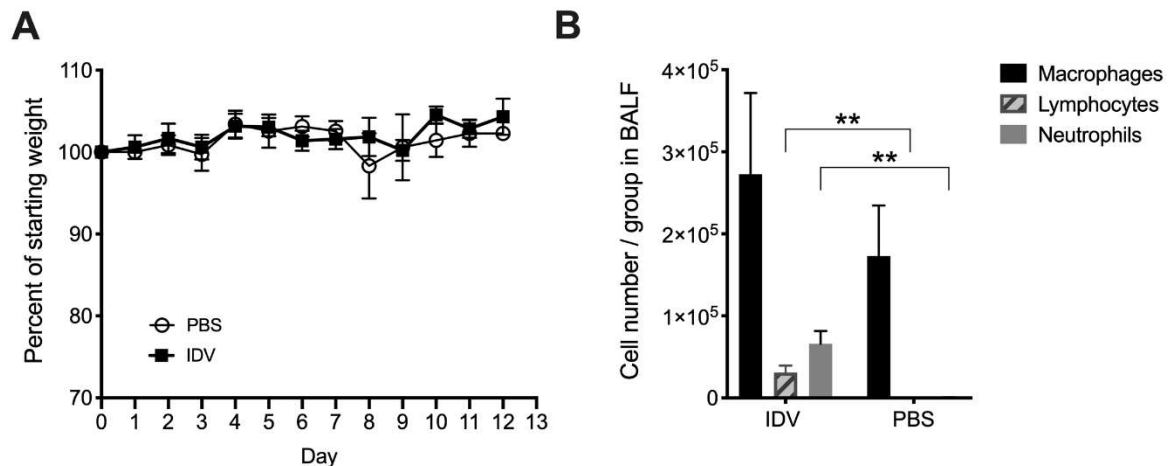 A
Percent of starting weight
110
100
90
80
70
PBS
IDV
0 1 2 3 4 5 6 7 8 9 10 11 12 13
Day
B
Cell number / group in BALF
4×10⁵
3×10⁵
2×10⁵
1×10⁵
0
**
**
IDV PBS
Macrophages
Lymphocytes
Neutrophils